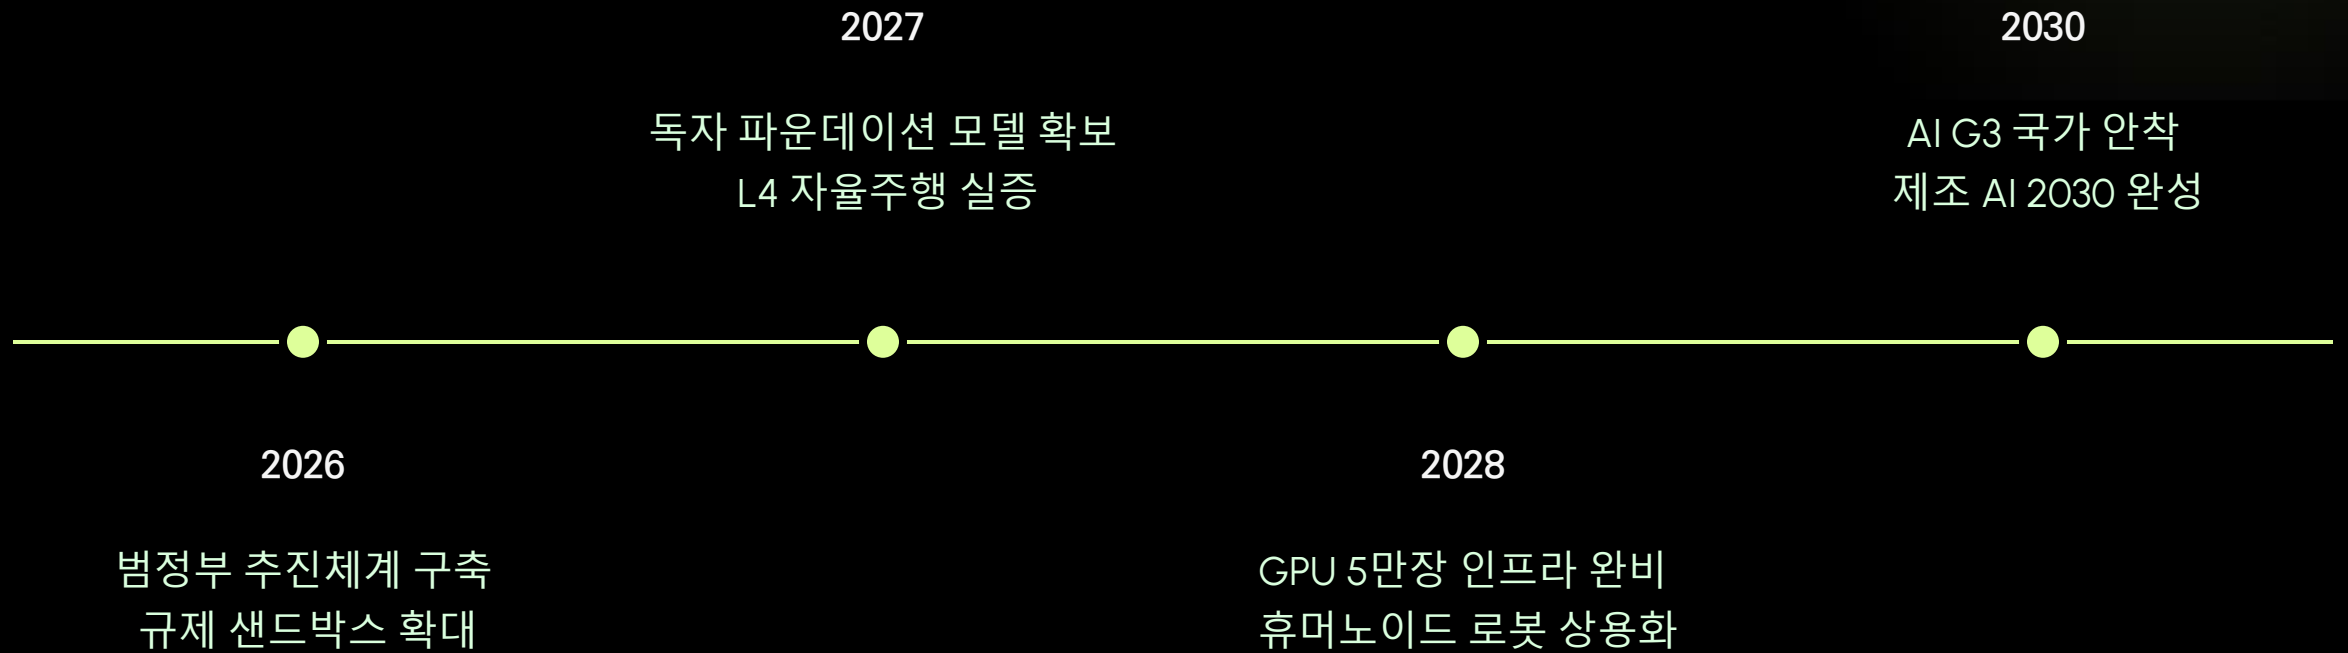 2027
독자 파운데이션 모델 확보
L4 자율주행 실증
2030
AI G3 국가 안착
제조 AI 2030 완성
2026
범정부 추진체계 구축
규제 샌드박스 확대
2028
GPU 5만장 인프라 완비
휴머노이드 로봇 상용화